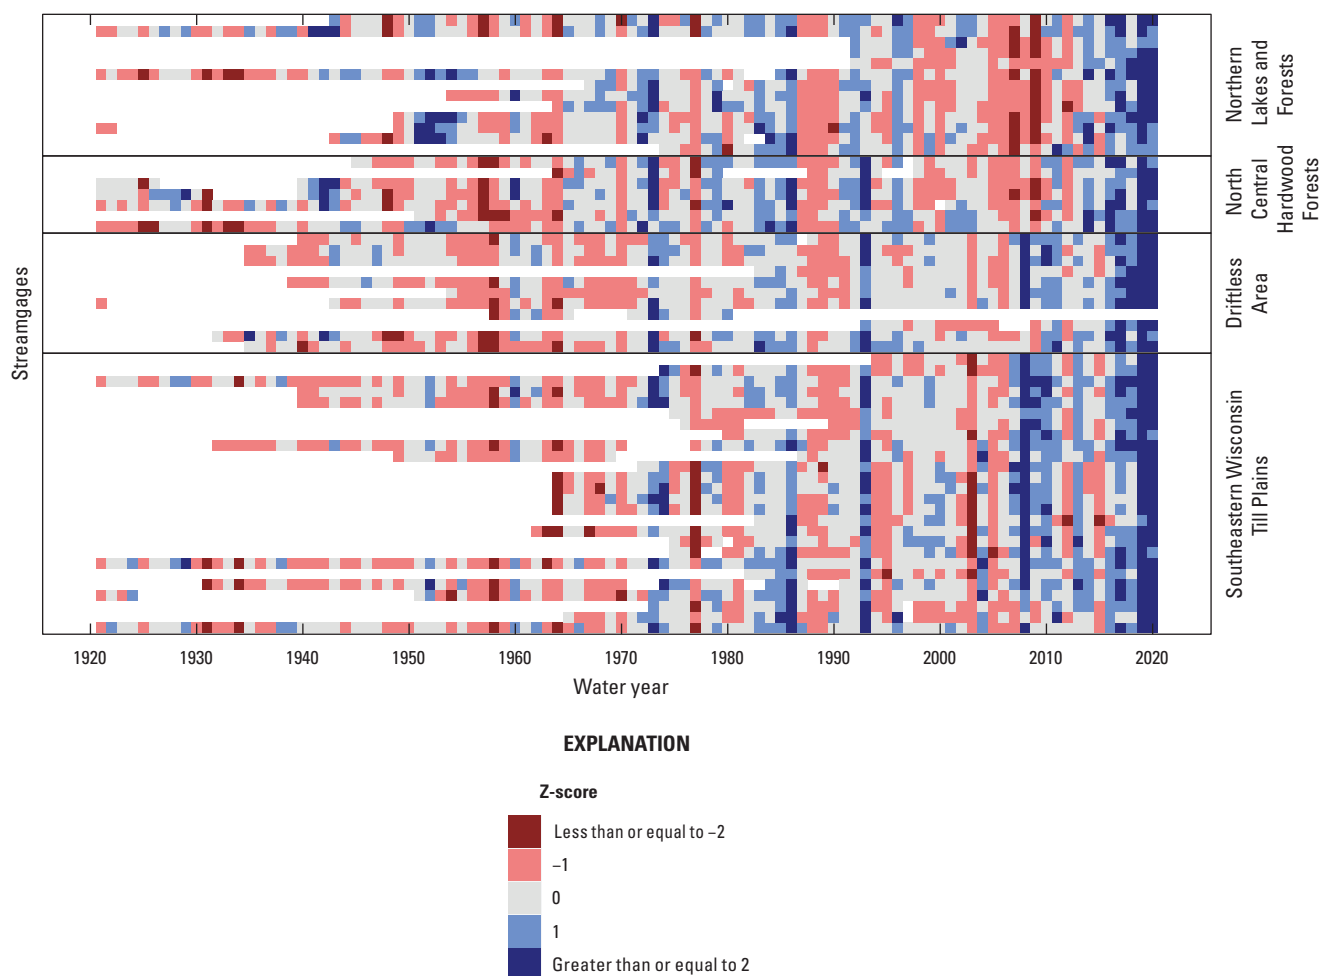 Streamgages
Northern
Lakes and
Forests
North
Central
Hardwood
Forests
Driftless
Area
Southeastern Wisconsin
Till Plains
1920 1930 1940 1950 1960 1970 1980 1990 2000 2010 2020
Water year
EXPLANATION
Z-score
Less than or equal to –2
–1
0
1
Greater than or equal to 2